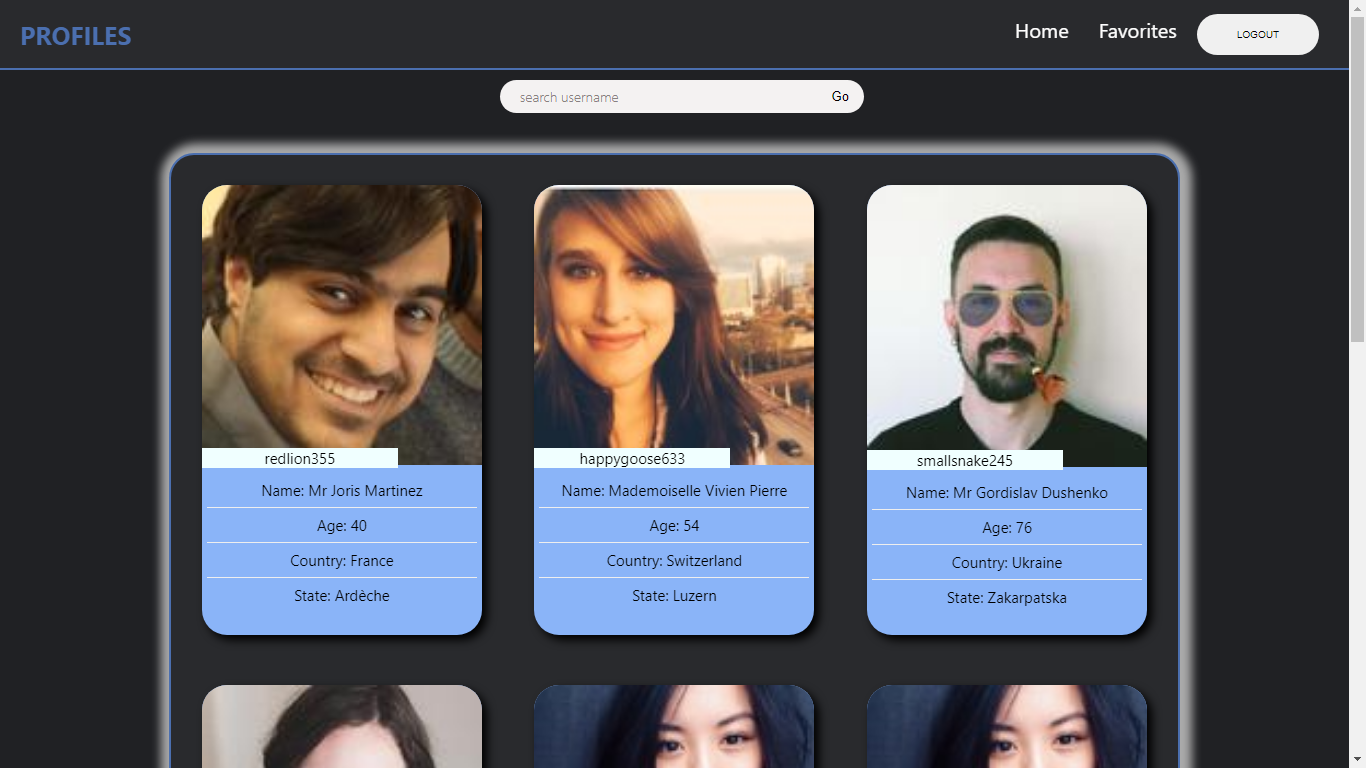 PROFILES
Home
Favorites
LOGOUT
search username
Go
redlion355
Name: Mr Joris Martinez
Age: 40
Country: France
State: Ardèche
happygoose633
Name: Mademoiselle Vivien Pierre
Age: 54
Country: Switzerland
State: Luzern
smallsnake245
Name: Mr Gordislav Dushenko
Age: 76
Country: Ukraine
State: Zakarpatska